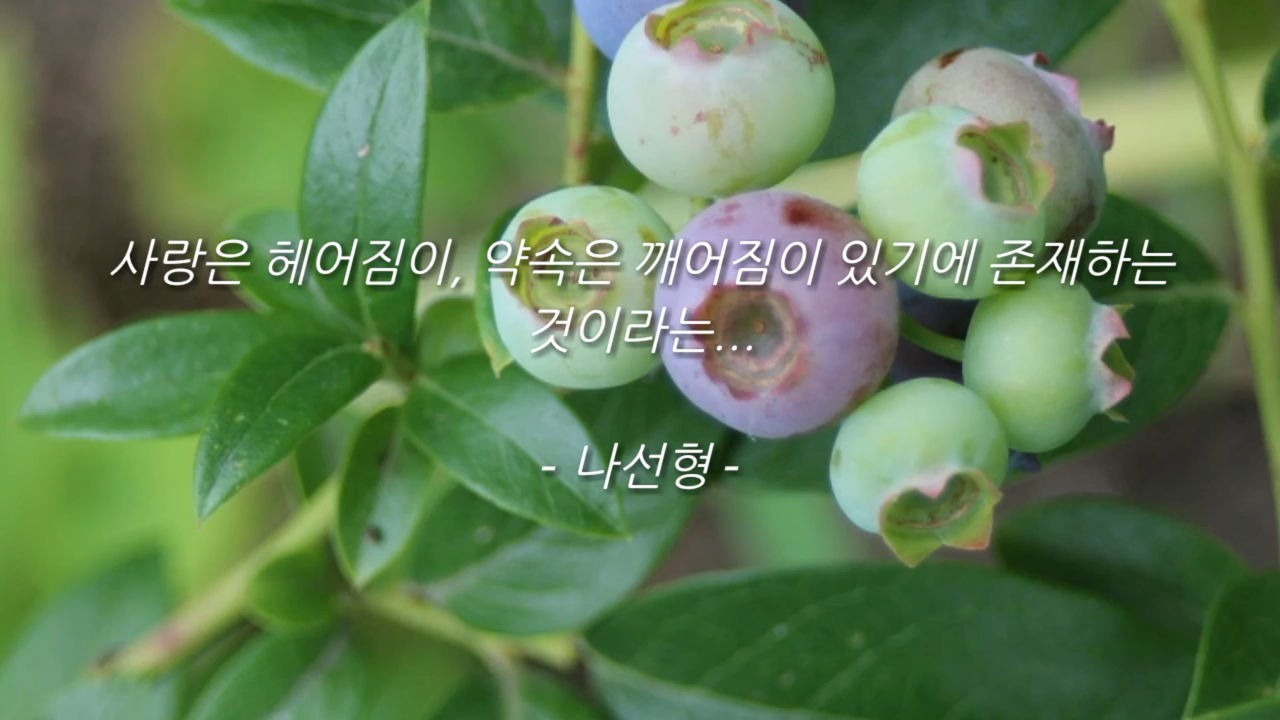 사랑은 헤어짐이, 약속은 깨어짐이 있기에 존재하는
것이라는...
- 나선형 -